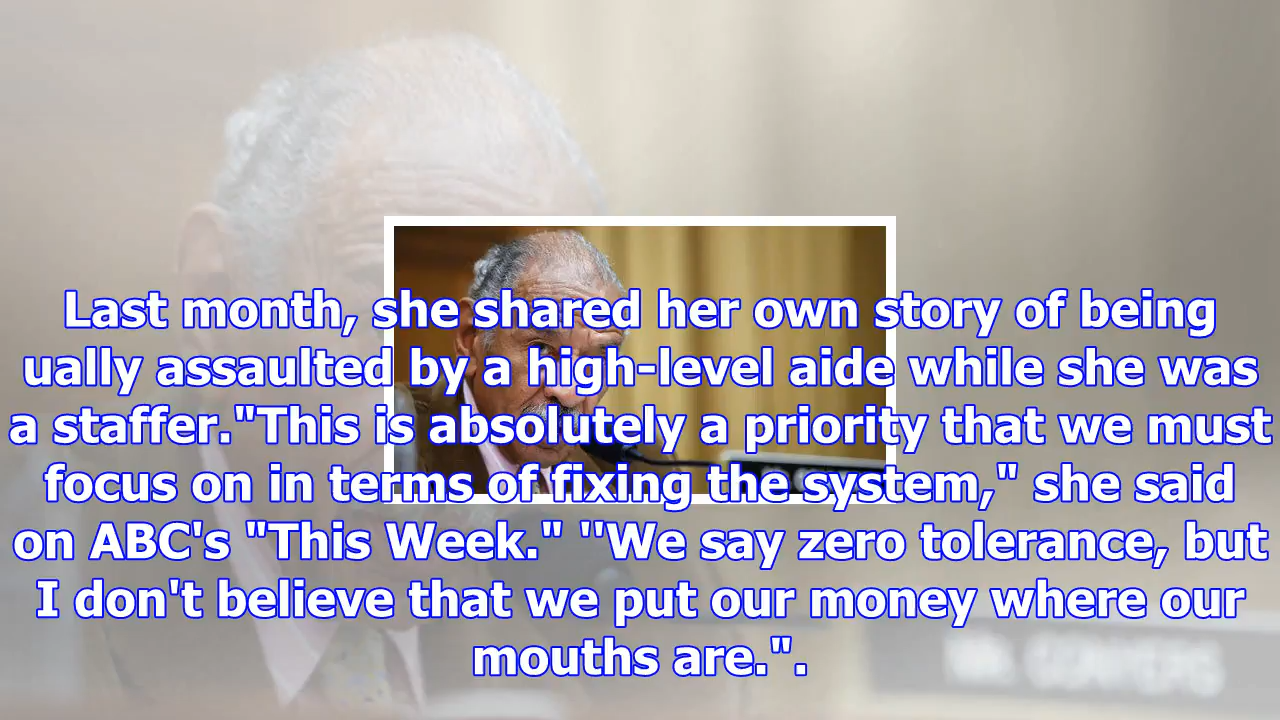 Last month, she shared her own story of being
ually assaulted by a high-level aide while she was
a staffer."This is absolutely a priority that we must
focus on in terms of fixing the system," she said
on ABC's "This Week." ''We say zero tolerance, but
I don't believe that we put our money where our
mouths are.".